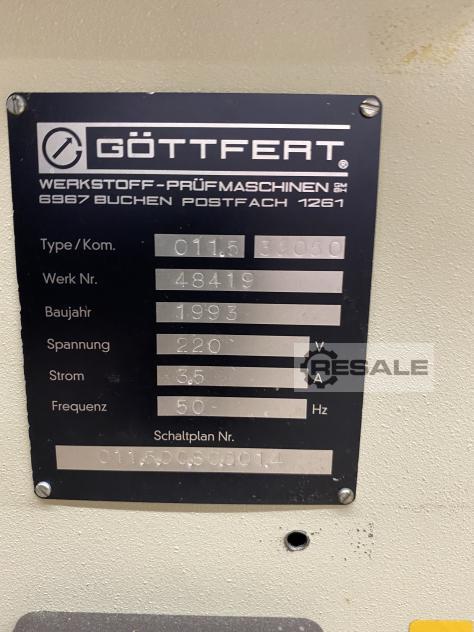 GÖTTFERT®
WERKSTOFF-PRÜFMASCHINEN GMBH
6967 BUCHEN POSTFACH 1261
Type/Kom. 011.5
Werk Nr. 48419
Baujahr 1993
Spannung 220 V
Strom 3.5 A
Frequenz 50 Hz
Schaltplan Nr.
RESALE